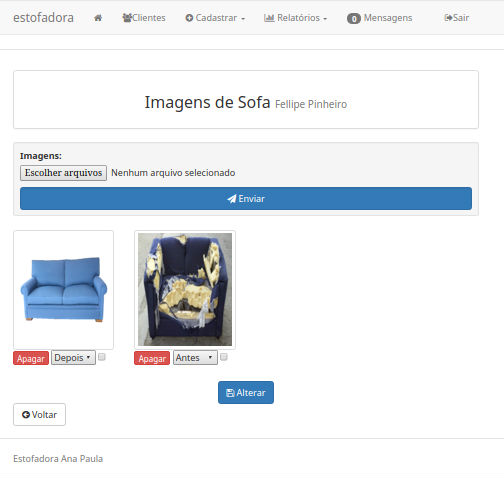 estofadora Clientes Cadastrar Relatórios 0 Mensagens Sair
Imagens de Sofa Fellipe Pinheiro
Imagens:
Escolher arquivos Nenhum arquivo selecionado
Enviar
Apagar Depois Apagar Antes
Alterar
Voltar
Estofadora Ana Paula